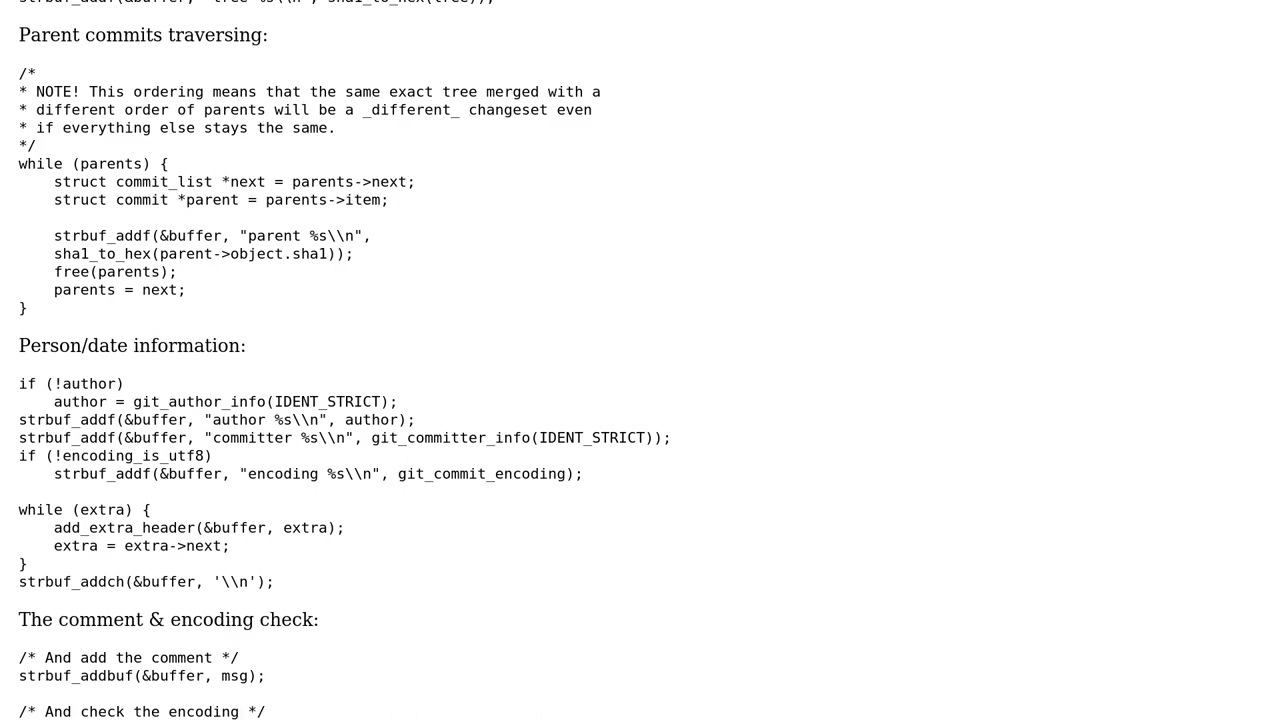 strbuf_addf(&buffer, "tree %s\\n", sha1_to_hex(tree));
Parent commits traversing:
/*
* NOTE! This ordering means that the same exact tree merged with a
* different order of parents will be a _different_ changeset even
* if everything else stays the same.
*/
while (parents) {
    struct commit_list *next = parents->next;
    struct commit *parent = parents->item;

    strbuf_addf(&buffer, "parent %s\\n",
    sha1_to_hex(parent->object.sha1));
    free(parents);
    parents = next;
}
Person/date information:
if (!author)
    author = git_author_info(IDENT_STRICT);
strbuf_addf(&buffer, "author %s\\n", author);
strbuf_addf(&buffer, "committer %s\\n", git_committer_info(IDENT_STRICT));
if (!encoding_is_utf8)
    strbuf_addf(&buffer, "encoding %s\\n", git_commit_encoding);

while (extra) {
    add_extra_header(&buffer, extra);
    extra = extra->next;
}
strbuf_addch(&buffer, '\\n');
The comment & encoding check:
/* And add the comment */
strbuf_addbuf(&buffer, msg);

/* And check the encoding */